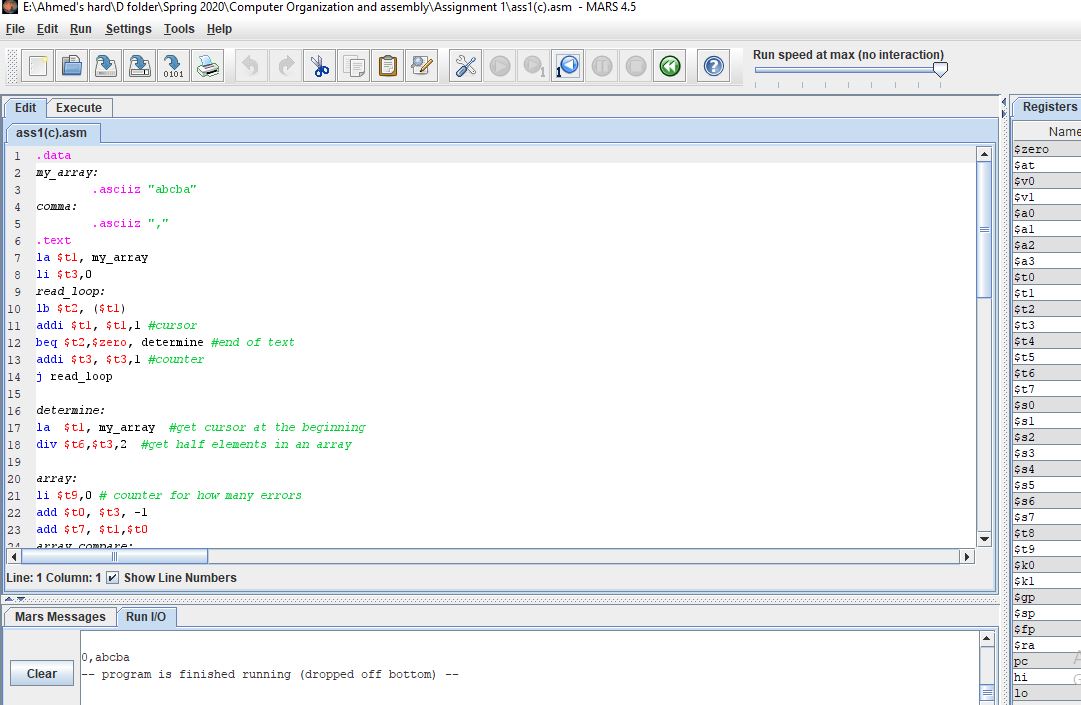 E:\Ahmed's hard\D folder\Spring 2020\Computer Organization and assembly\Assignment 1\ass1(c).asm - MARS 4.5
File Edit Run Settings Tools Help
Run speed at max (no interaction)
Edit Execute
ass1(c).asm
1 .data
2 my_array:
3 .asciiz "abcba"
4 comma:
5 .asciiz ","
6 .text
7 la $t1, my_array
8 li $t3,0
9 read_loop:
10 lb $t2, ($t1)
11 addi $t1, $t1,1 #cursor
12 beq $t2,$zero, determine #end of text
13 addi $t3, $t3,1 #counter
14 j read_loop
15
16 determine:
17 la $t1, my_array #get cursor at the beginning
18 div $t6,$t3,2 #get half elements in an array
19
20 array:
21 li $t9,0 # counter for how many errors
22 add $t0, $t3, -1
23 add $t7, $t1,$t0
24 array_compare:
Line: 1 Column: 1 Show Line Numbers
Mars Messages Run I/O
Clear
0,abcba
-- program is finished running (dropped off bottom) --
Registers
Name
$zero
$at
$v0
$v1
$a0
$a1
$a2
$a3
$t0
$t1
$t2
$t3
$t4
$t5
$t6
$t7
$s0
$s1
$s2
$s3
$s4
$s5
$s6
$s7
$t8
$t9
$k0
$k1
$gp
$sp
$fp
$ra
pc
hi
lo